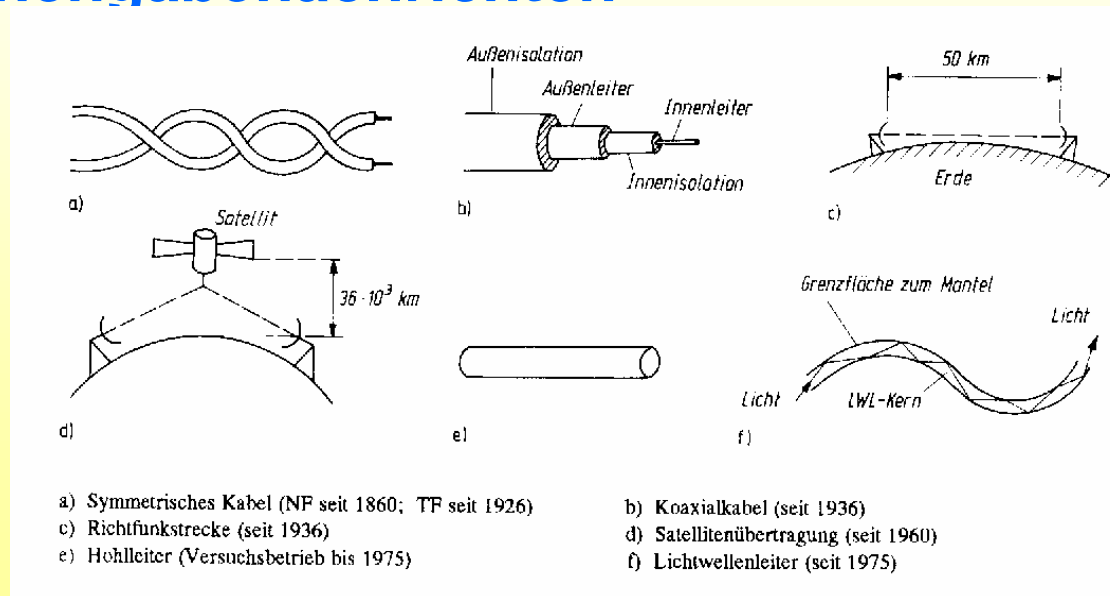 Außenisolation
Außenleiter
Innenleiter
Innenisolation
50 km
Erde
a)
b)
c)
Satellit
36·10³ km
Grenzfläche zum Mantel
Licht
Licht
LWL-Kern
d)
e)
f)
a) Symmetrisches Kabel (NF seit 1860; TF seit 1926)
b) Koaxialkabel (seit 1936)
c) Richtfunkstrecke (seit 1936)
d) Satellitenübertragung (seit 1960)
e) Hohlleiter (Versuchsbetrieb bis 1975)
f) Lichtwellenleiter (seit 1975)